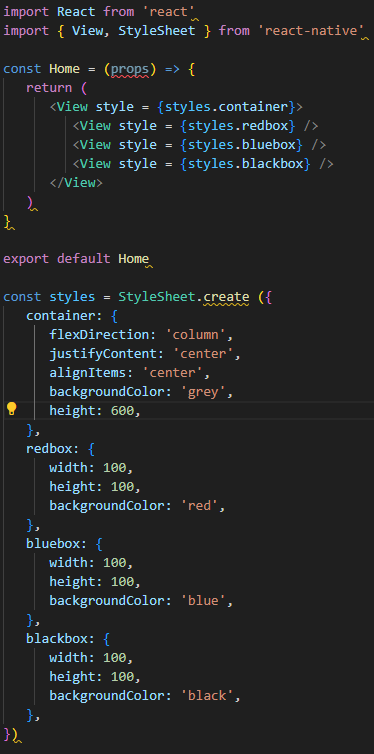 import React from 'react'
import { View, StyleSheet } from 'react-native'
const Home = (props) => {
return (
<View style = {styles.container}>
<View style = {styles.redbox} />
<View style = {styles.bluebox} />
<View style = {styles.blackbox} />
</View>
)
}
export default Home
const styles = StyleSheet.create ({
container: {
flexDirection: 'column',
justifyContent: 'center',
alignItems: 'center',
backgroundColor: 'grey',
height: 600,
},
redbox: {
width: 100,
height: 100,
backgroundColor: 'red',
},
bluebox: {
width: 100,
height: 100,
backgroundColor: 'blue',
},
blackbox: {
width: 100,
height: 100,
backgroundColor: 'black',
},
})